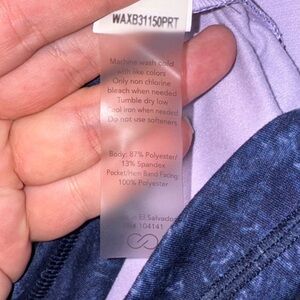 WAXB31150PRT
Machine wash cold
with like colors
Only non chlorine
bleach when needed
Tumble dry low
Cool iron when needed
Do not use softeners
Body: 87% Polyester/
13% Spandex
Pocket/Hem Band Facing:
100% Polyester
El Salvador
104141